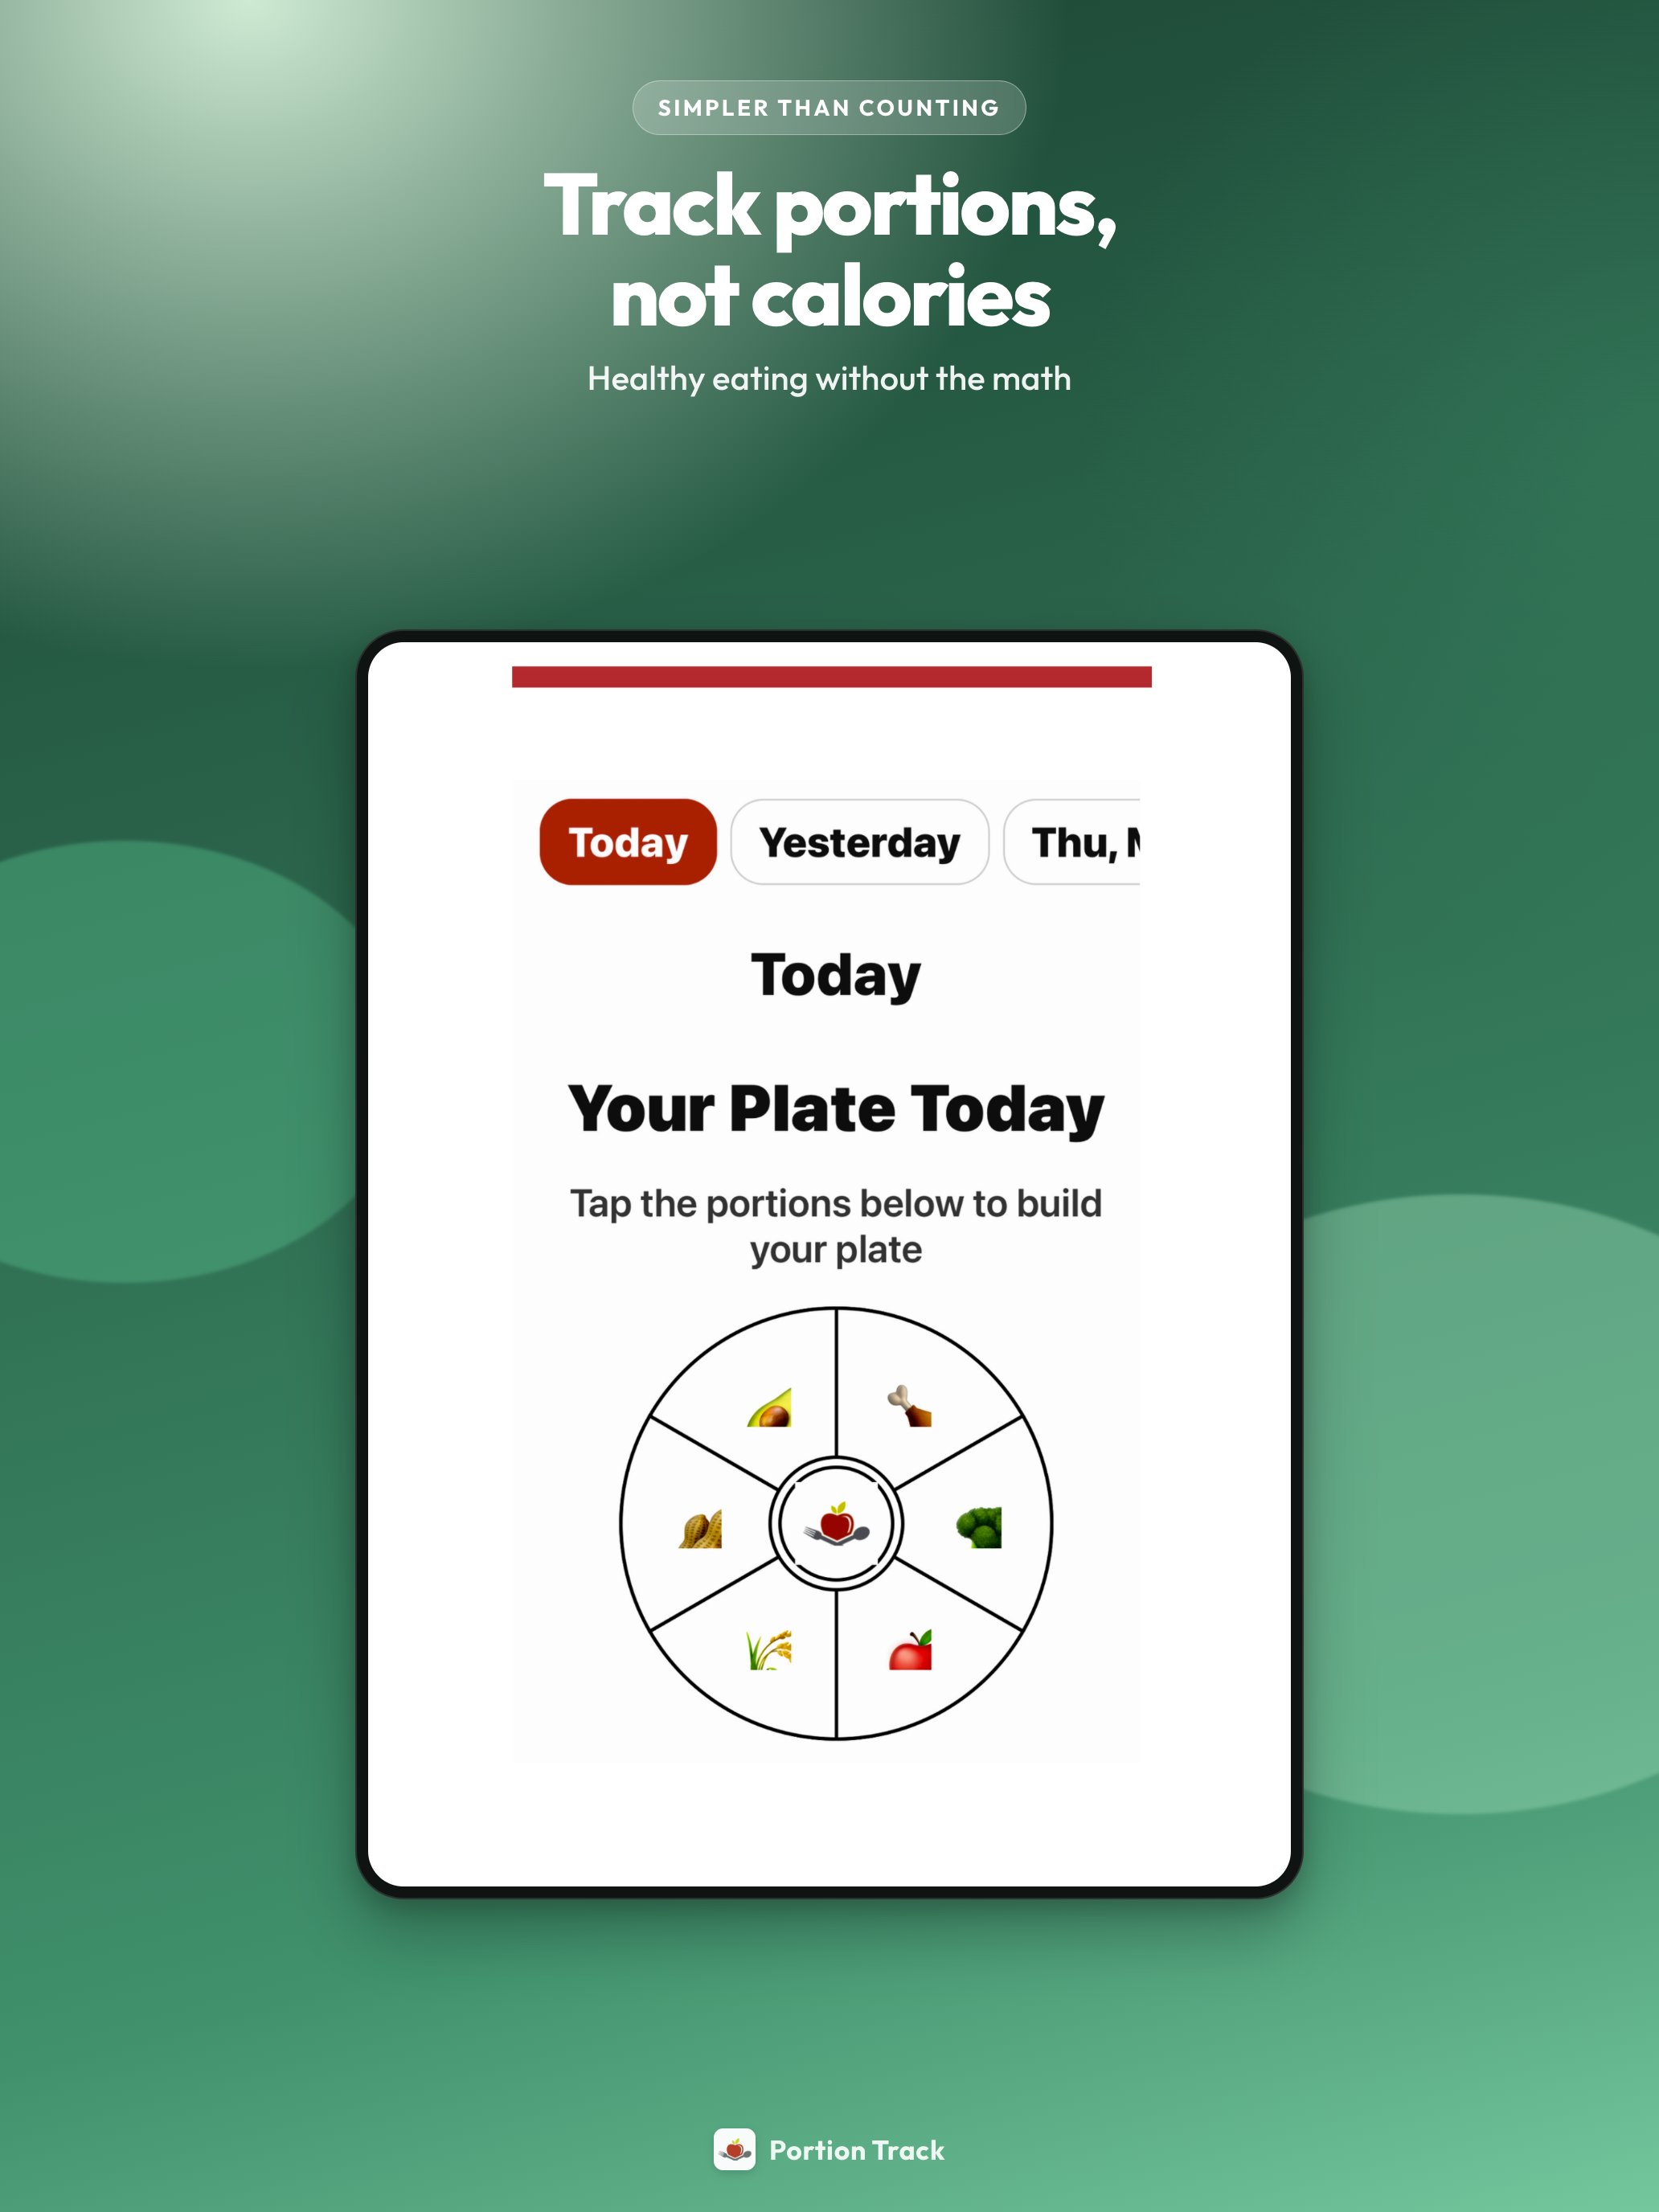 SIMPLER THAN COUNTING
Track portions,
not calories
Healthy eating without the math
Today
Yesterday
Thu,
Today
Your Plate Today
Tap the portions below to build
your plate
Portion Track